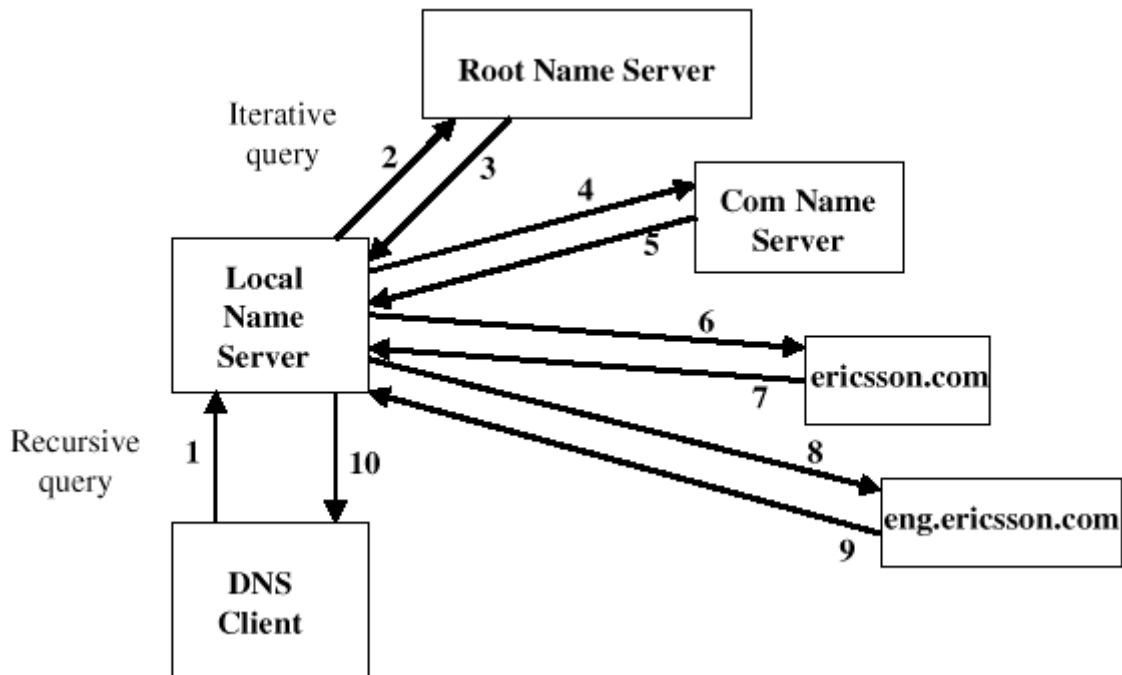 Root Name Server
Iterative
query
2
3
4
Com Name
Server
5
Local
Name
Server
6
ericsson.com
7
Recursive
query
1
10
8
eng.ericsson.com
9
DNS
Client